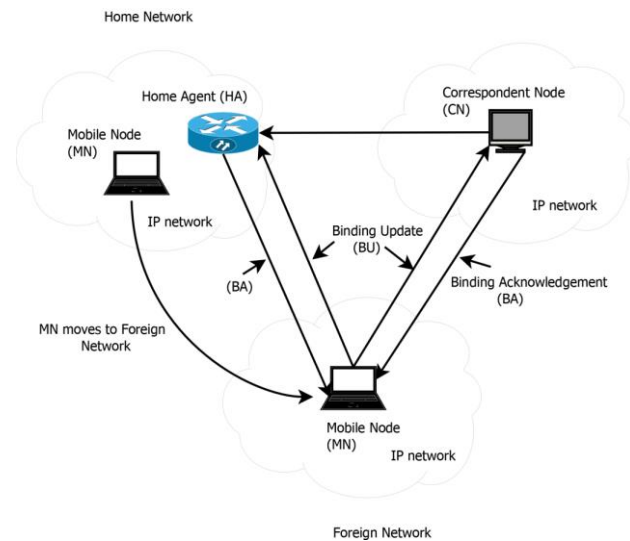 Home Network
Home Agent (HA)
Correspondent Node
(CN)
Mobile Node
(MN)
IP network
IP network
Binding Update
(BU)
(BA)
Binding Acknowledgement
(BA)
MN moves to Foreign
Network
Mobile Node
(MN)
IP network
Foreign Network